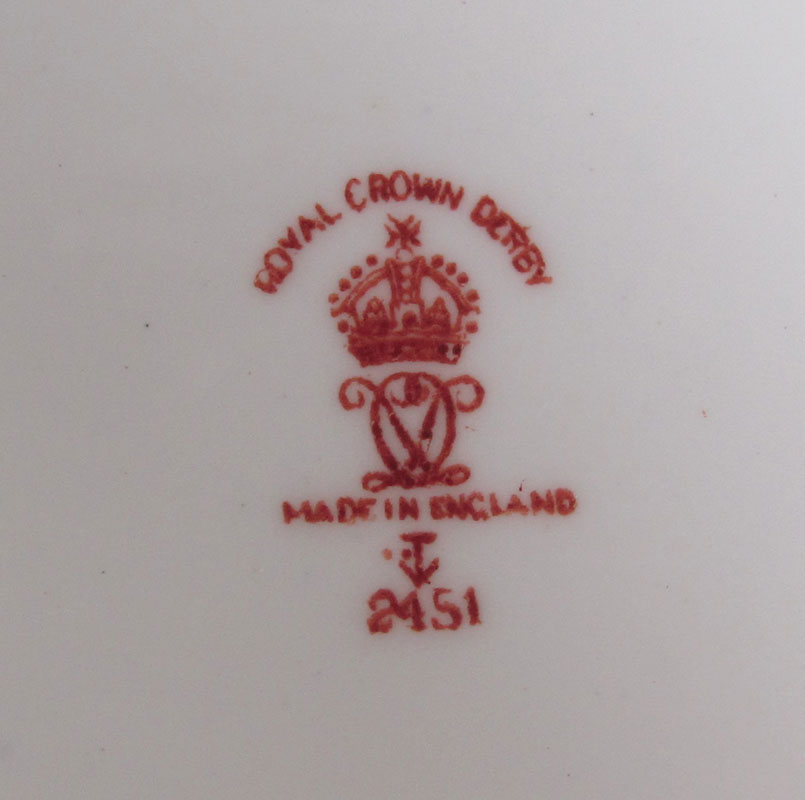 ROYAL CROWN DERBY
MADE IN ENGLAND
2451